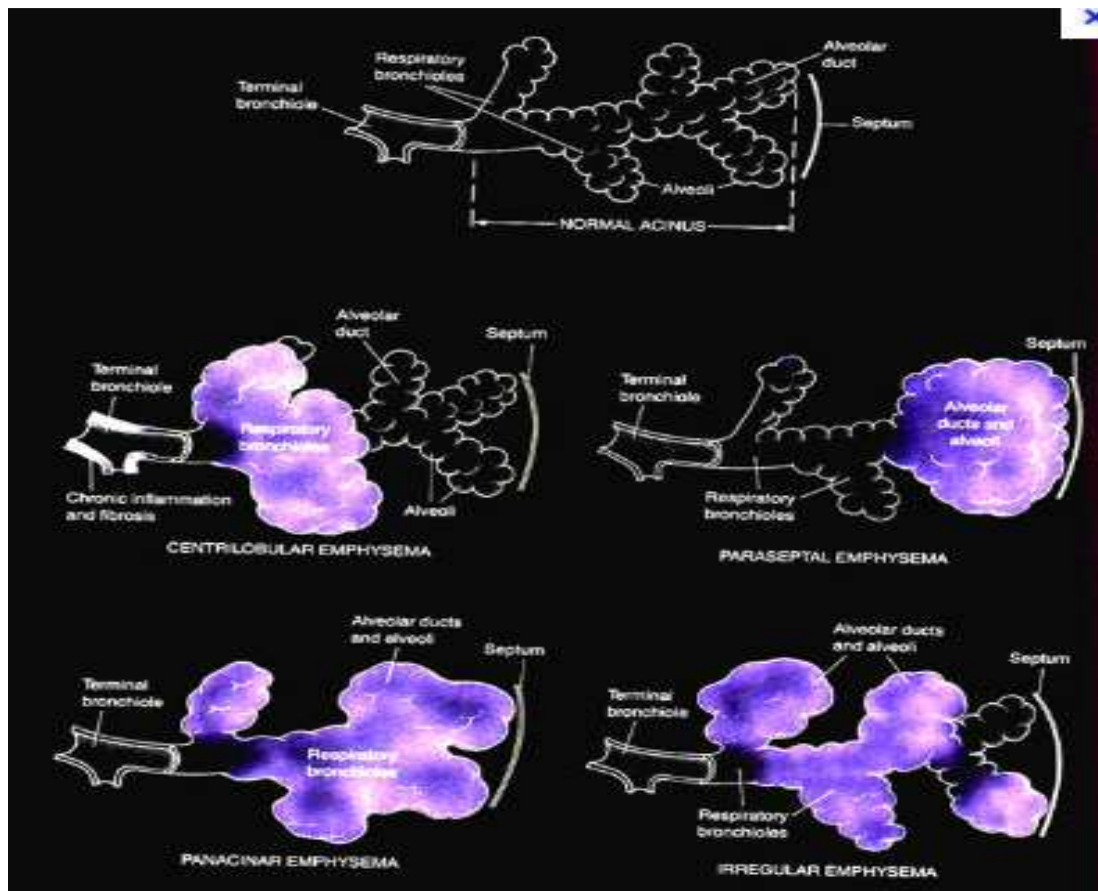 Respiratory
bronchioles
Alveolar
duct
Terminal
bronchiole
Septum
Alveoli
NORMAL ACINUS
Alveolar
duct
Septum
Terminal
bronchiole
Respiratory
bronchioles
Chronic inflammation
and fibrosis
Alveoli
CENTRILOBULAR EMPHYSEMA
Septum
Terminal
bronchiole
Alveolar
ducts and
alveoli
Respiratory
bronchioles
PARASEPTAL EMPHYSEMA
Alveolar ducts
and alveoli
Septum
Terminal
bronchiole
Respiratory
bronchioles
PANACINAR EMPHYSEMA
Alveolar ducts
and alveoli
Septum
Terminal
bronchiole
Respiratory
bronchioles
IRREGULAR EMPHYSEMA